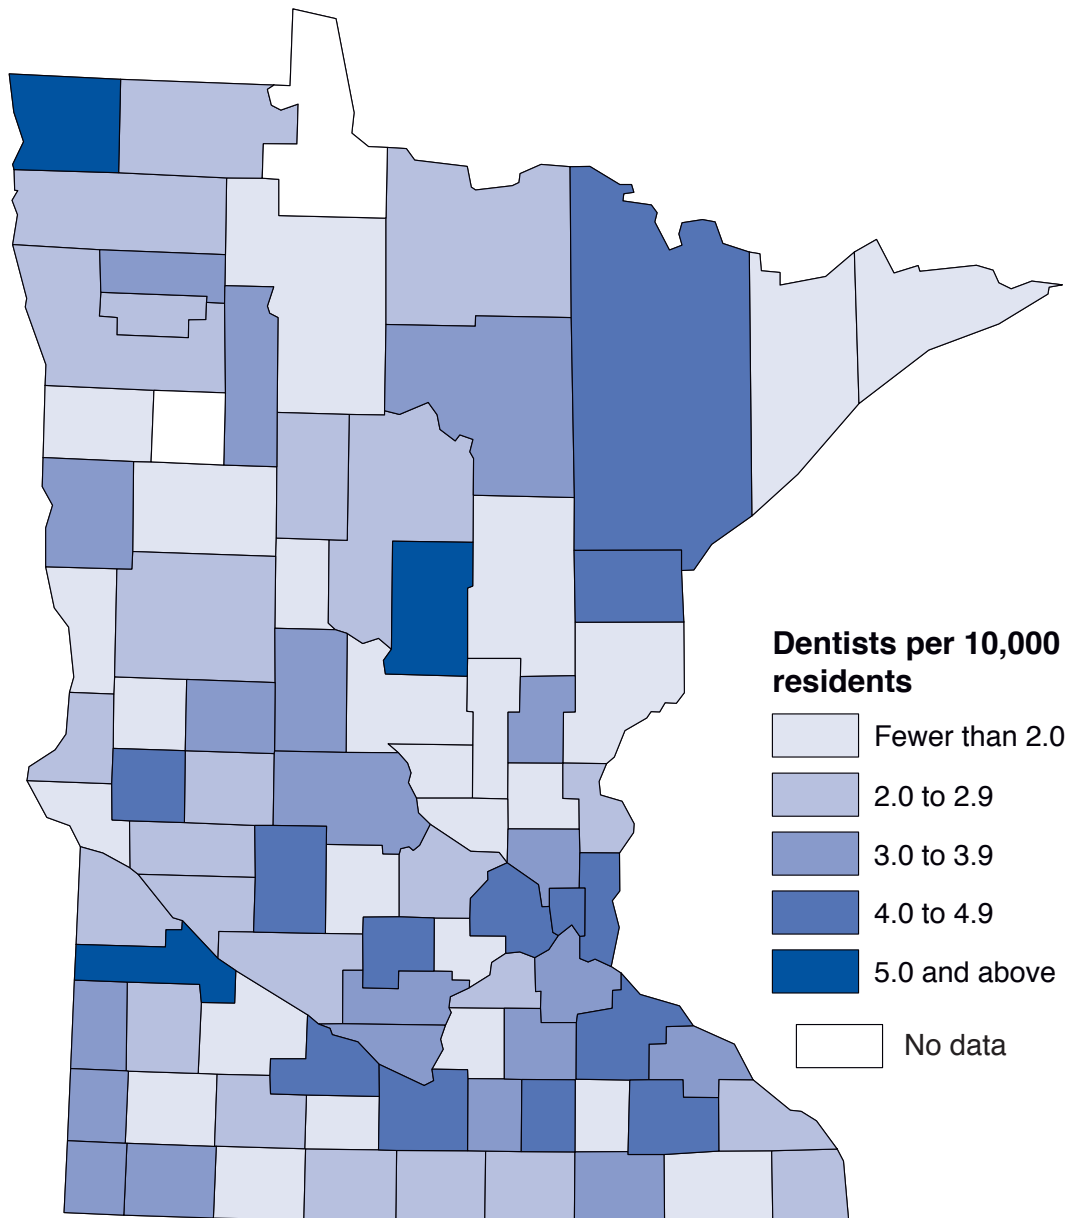 Dentists per 10,000
residents
Fewer than 2.0
2.0 to 2.9
3.0 to 3.9
4.0 to 4.9
5.0 and above
No data